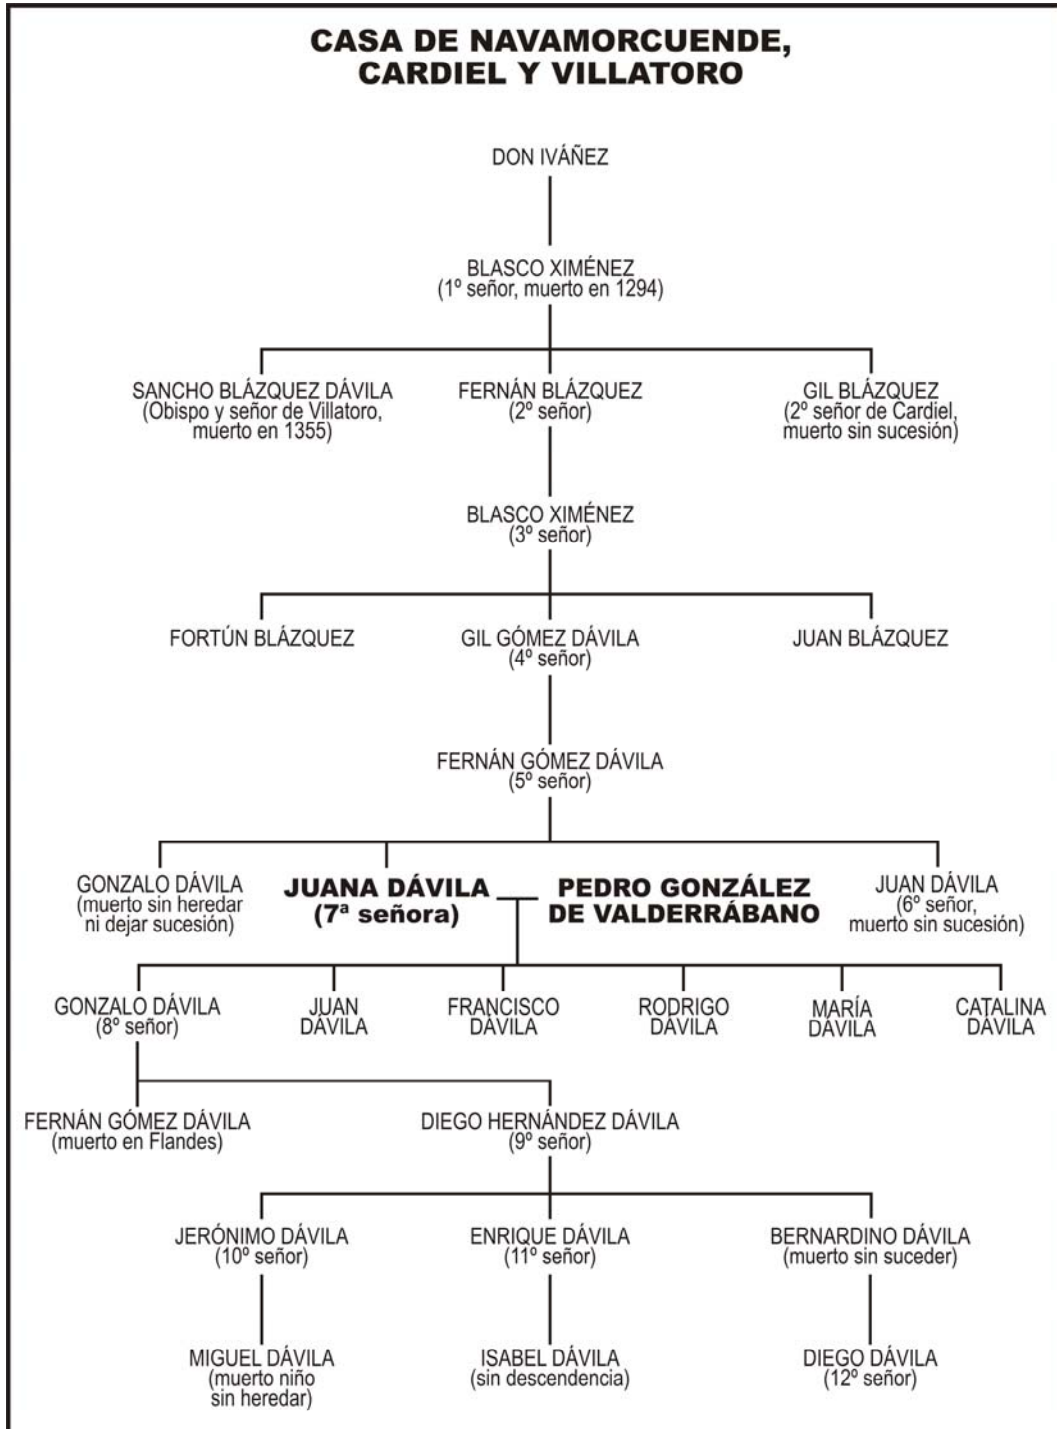 CASA DE NAVAMORCUENDE,
CARDIEL Y VILLATORO
DON IVÁÑEZ
BLASCO XIMÉNEZ
(1º señor, muerto en 1294)
SANCHO BLÁZQUEZ DÁVILA
(Obispo y señor de Villatoro,
muerto en 1355)
FERNÁN BLÁZQUEZ
(2º señor)
GIL BLÁZQUEZ
(2º señor de Cardiel,
muerto sin sucesión)
BLASCO XIMÉNEZ
(3º señor)
FORTÚN BLÁZQUEZ
GIL GÓMEZ DÁVILA
(4º señor)
JUAN BLÁZQUEZ
FERNÁN GÓMEZ DÁVILA
(5º señor)
GONZALO DÁVILA
(muerto sin heredar
ni dejar sucesión)
JUANA DÁVILA
(7ª señora)
PEDRO GONZÁLEZ
DE VALDERRÁBANO
JUAN DÁVILA
(6º señor,
muerto sin sucesión)
GONZALO DÁVILA
(8º señor)
JUAN
DÁVILA
FRANCISCO
DÁVILA
RODRIGO
DÁVILA
MARÍA
DÁVILA
CATALINA
DÁVILA
FERNÁN GÓMEZ DÁVILA
(muerto en Flandes)
DIEGO HERNÁNDEZ DÁVILA
(9º señor)
JERÓNIMO DÁVILA
(10º señor)
ENRIQUE DÁVILA
(11º señor)
BERNARDINO DÁVILA
(muerto sin suceder)
MIGUEL DÁVILA
(muerto niño
sin heredar)
ISABEL DÁVILA
(sin descendencia)
DIEGO DÁVILA
(12º señor)